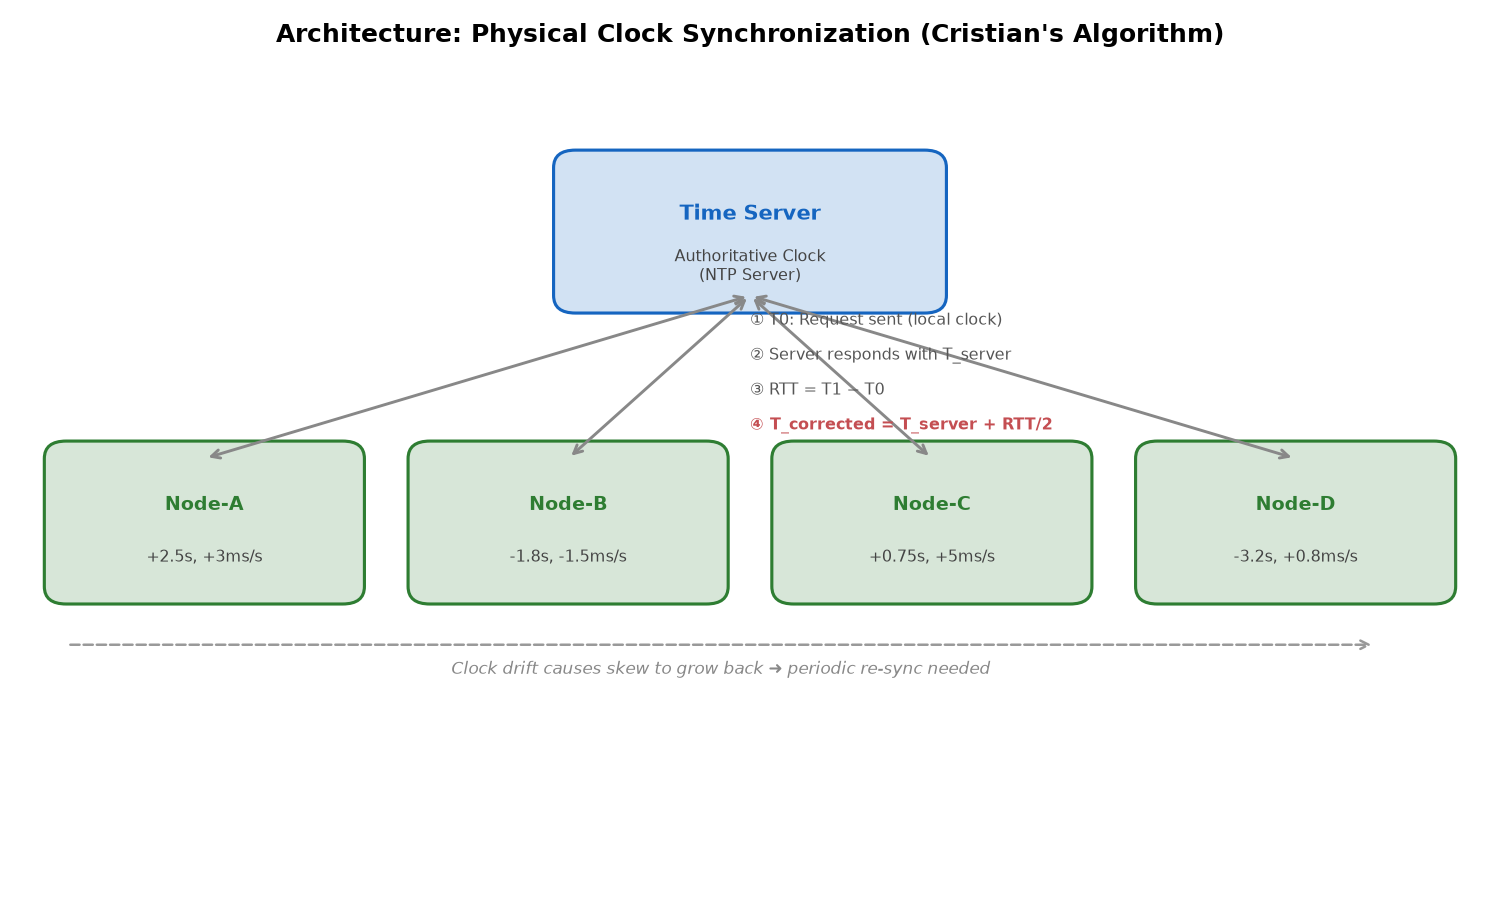 Architecture: Physical Clock Synchronization (Cristian's Algorithm)
Time Server
Authoritative Clock
(NTP Server)
① T0: Request sent (local clock)
② Server responds with T_server
③ RTT = T1 − T0
④ T_corrected = T_server + RTT/2
Node-A
+2.5s, +3ms/s
Node-B
-1.8s, -1.5ms/s
Node-C
+0.75s, +5ms/s
Node-D
-3.2s, +0.8ms/s
Clock drift causes skew to grow back ➜ periodic re-sync needed